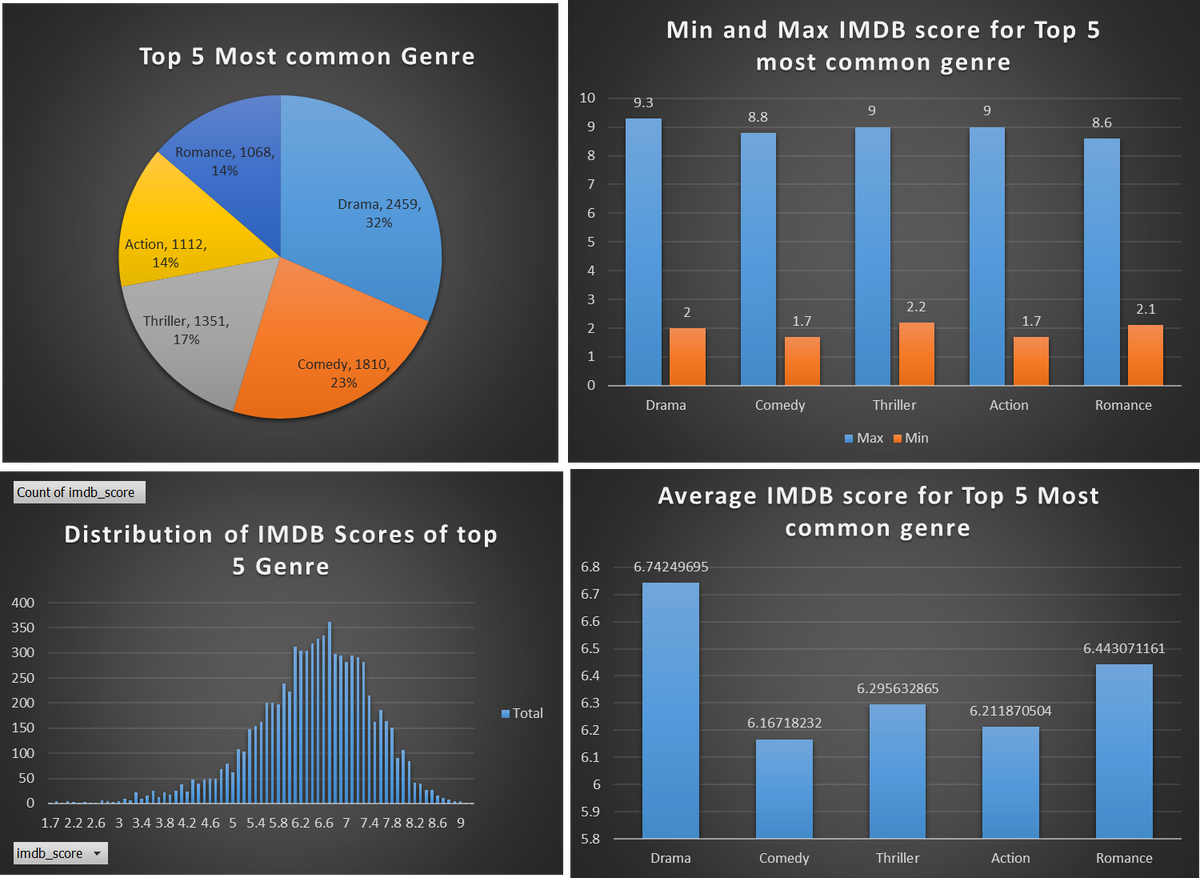 Top 5 Most common Genre
Romance, 1068,
14%
Drama, 2459,
32%
Action, 1112,
14%
Thriller, 1351,
17%
Comedy, 1810,
23%
Min and Max IMDB score for Top 5
most common genre
10
9
8
7
6
5
4
3
2
1
0
9.3
8.8
9
9
8.6
2
1.7
2.2
1.7
2.1
Drama Comedy Thriller Action Romance
Max Min
Count of imdb_score
Distribution of IMDB Scores of top
5 Genre
400
350
300
250
200
150
100
50
0
1.7 2.2 2.6 3 3.4 3.8 4.2 4.6 5 5.4 5.8 6.2 6.6 7 7.4 7.8 8.2 8.6 9
Total
imdb_score
Average IMDB score for Top 5 Most
common genre
6.8
6.7
6.6
6.5
6.4
6.3
6.2
6.1
6
5.9
5.8
6.74249695
6.16718232
6.295632865
6.211870504
6.443071161
Drama Comedy Thriller Action Romance